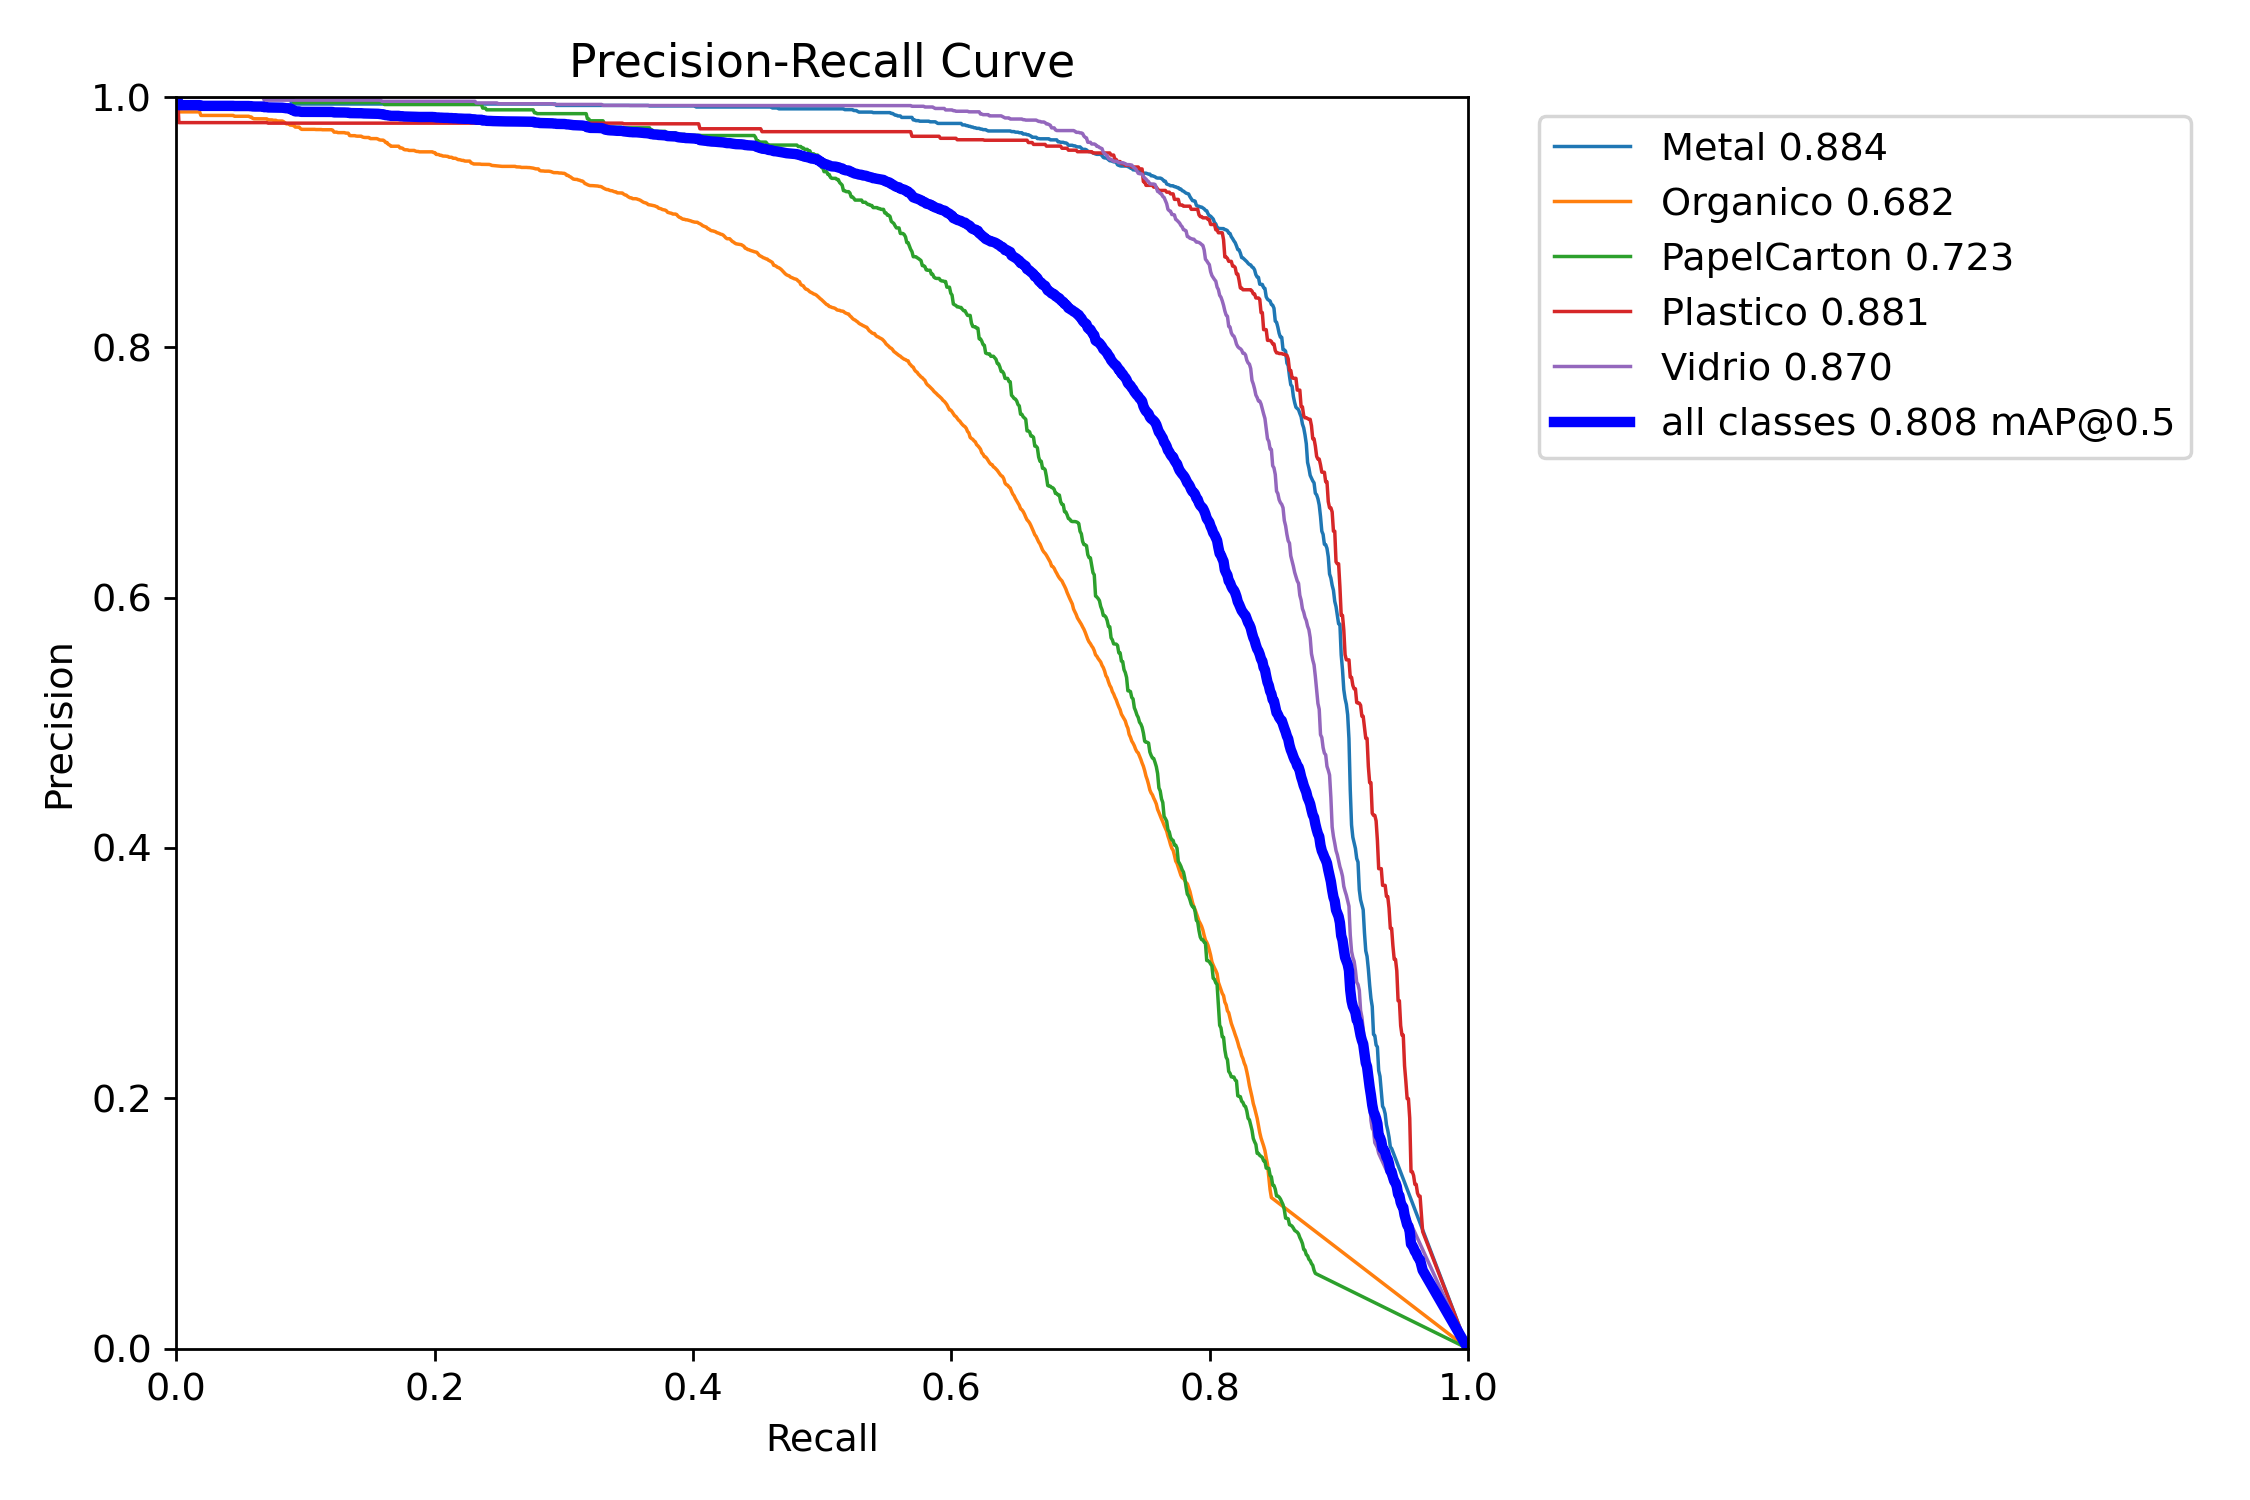 Precision-Recall Curve
1.0
0.8
0.6
0.4
0.2
0.0
Precision
0.0 0.2 0.4 0.6 0.8 1.0
Recall
Metal 0.884
Organico 0.682
PapelCarton 0.723
Plastico 0.881
Vidrio 0.870
all classes 0.808 mAP@0.5